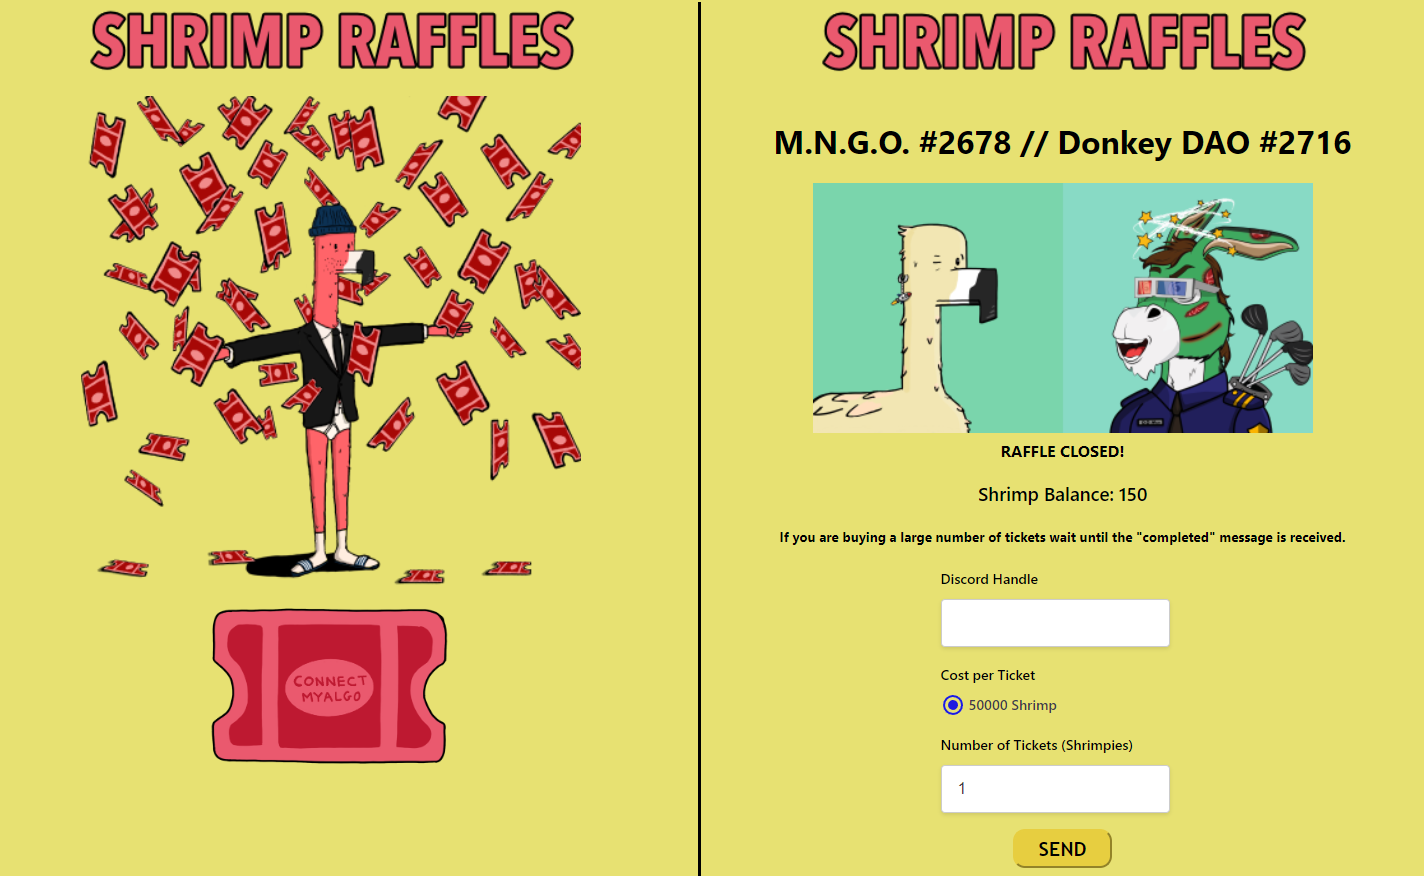 SHRIMP RAFFLES
CONNECT
MYALGO
SHRIMP RAFFLES
M.N.G.O. #2678 // Donkey DAO #2716
RAFFLE CLOSED!
Shrimp Balance: 150
If you are buying a large number of tickets wait until the "completed" message is received.
Discord Handle
Cost per Ticket
50000 Shrimp
Number of Tickets (Shrimpies)
1
SEND